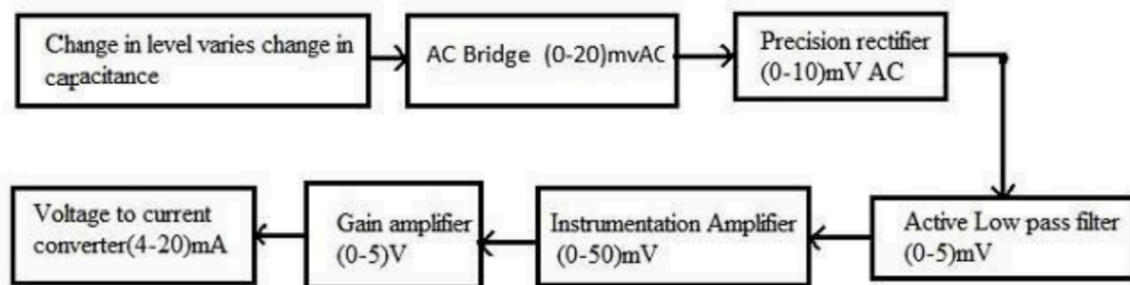 Change in level varies change in
capacitance
AC Bridge (0-20)mvAC
Precision rectifier
(0-10)mV AC
Active Low pass filter
(0-5)mV
Instrumentation Amplifier
(0-50)mV
Gain amplifier
(0-5)V
Voltage to current
converter(4-20)mA